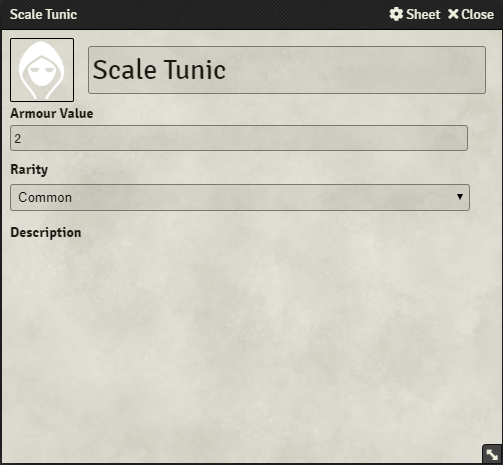 Scale Tunic Sheet Close
Scale Tunic
Armour Value
2
Rarity
Common
Description